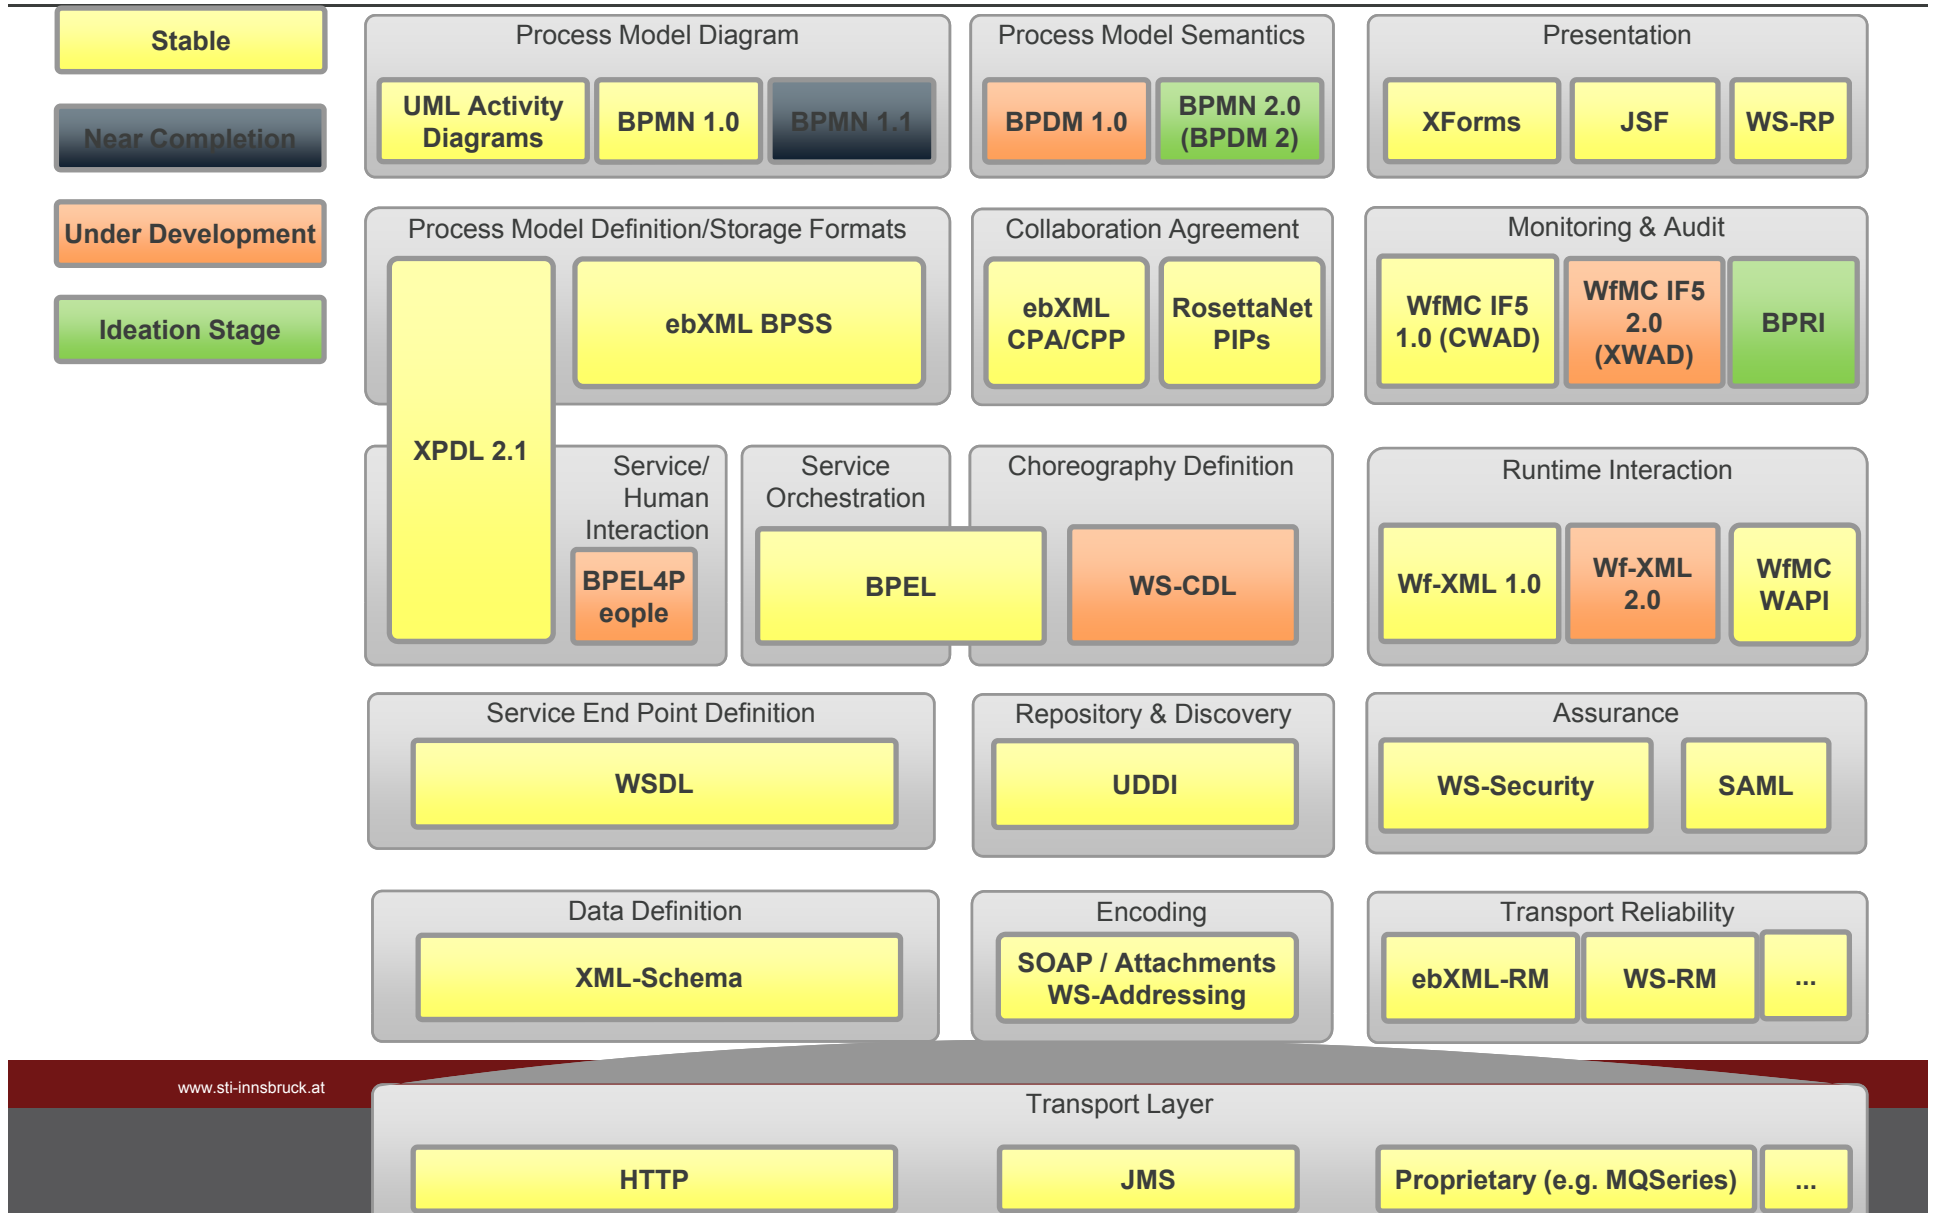 Stable
Near Completion
Under Development
Ideation Stage
Process Model Diagram
UML Activity
Diagrams
BPMN 1.0
BPMN 1.1
Process Model Semantics
BPDM 1.0
BPMN 2.0
(BPDM 2)
Presentation
XForms
JSF
WS-RP
Process Model Definition/Storage Formats
XPDL 2.1
ebXML BPSS
Collaboration Agreement
ebXML
CPA/CPP
RosettaNet
PIPs
Monitoring & Audit
WfMC IF5
1.0 (CWAD)
WfMC IF5
2.0
(XWAD)
BPRI
Service/
Human
Interaction
BPEL4P
eople
Service
Orchestration
BPEL
Choreography Definition
WS-CDL
Runtime Interaction
Wf-XML 1.0
Wf-XML
2.0
WfMC
WAPI
Service End Point Definition
WSDL
Repository & Discovery
UDDI
Assurance
WS-Security
SAML
Data Definition
XML-Schema
Encoding
SOAP / Attachments
WS-Addressing
Transport Reliability
ebXML-RM
WS-RM
...
www.sti-innsbruck.at
Transport Layer
HTTP
JMS
Proprietary (e.g. MQSeries)
...